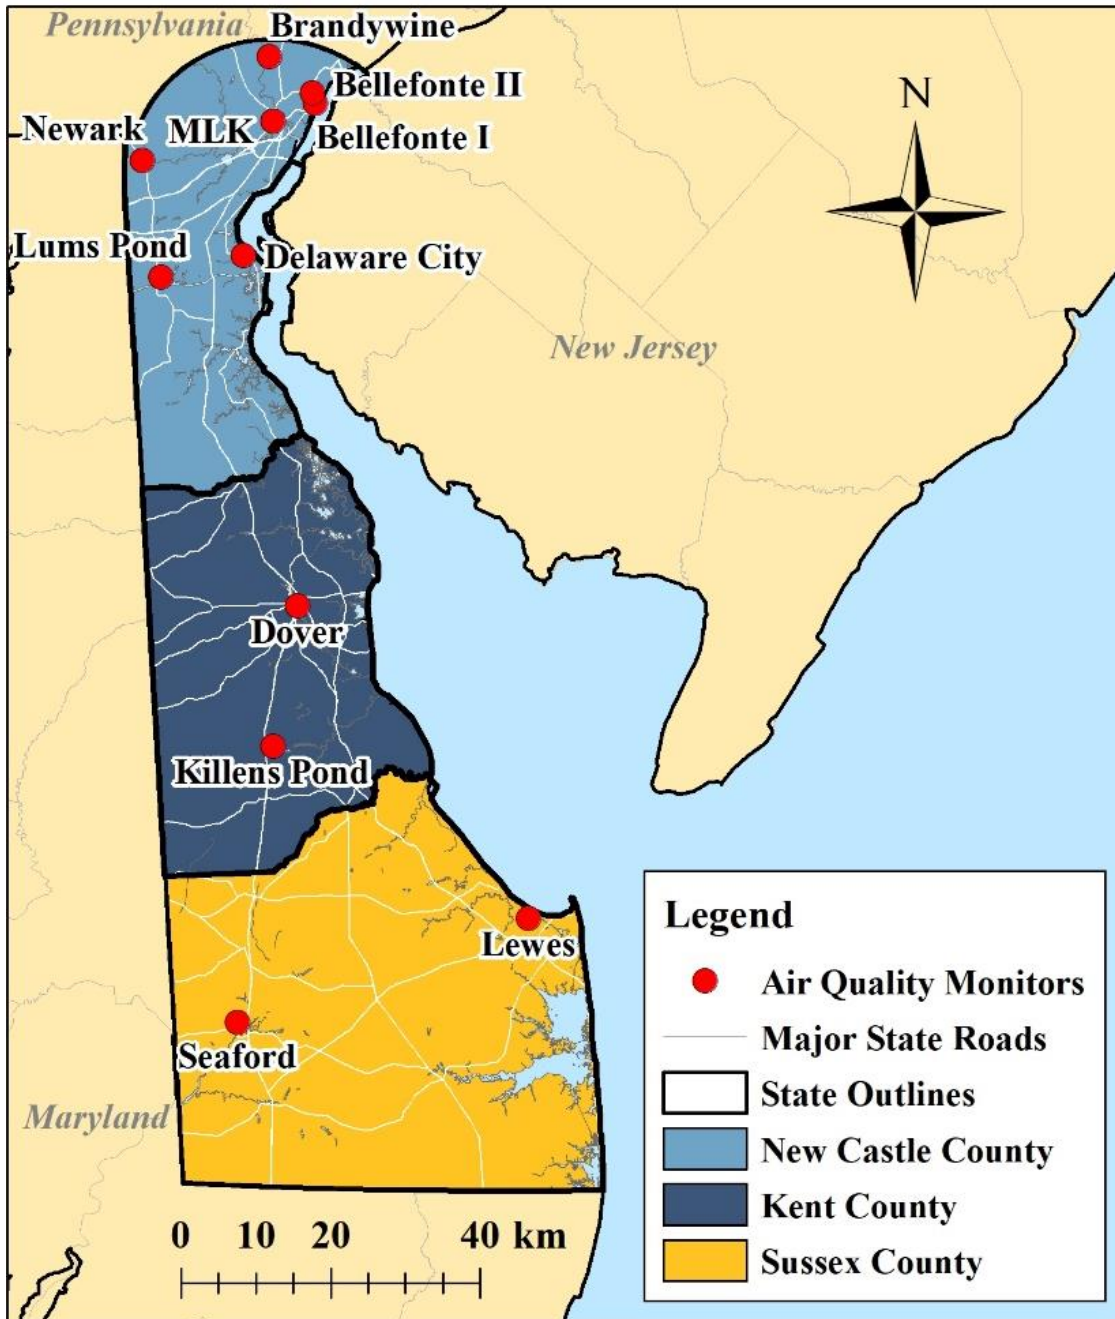 Pennsylvania
Brandywine
Bellefonte II
Newark
MLK
Bellefonte I
Lums Pond
Delaware City
New Jersey
N
Dover
Killens Pond
Lewes
Seaford
Maryland
0 10 20 40 km
Legend
Air Quality Monitors
Major State Roads
State Outlines
New Castle County
Kent County
Sussex County